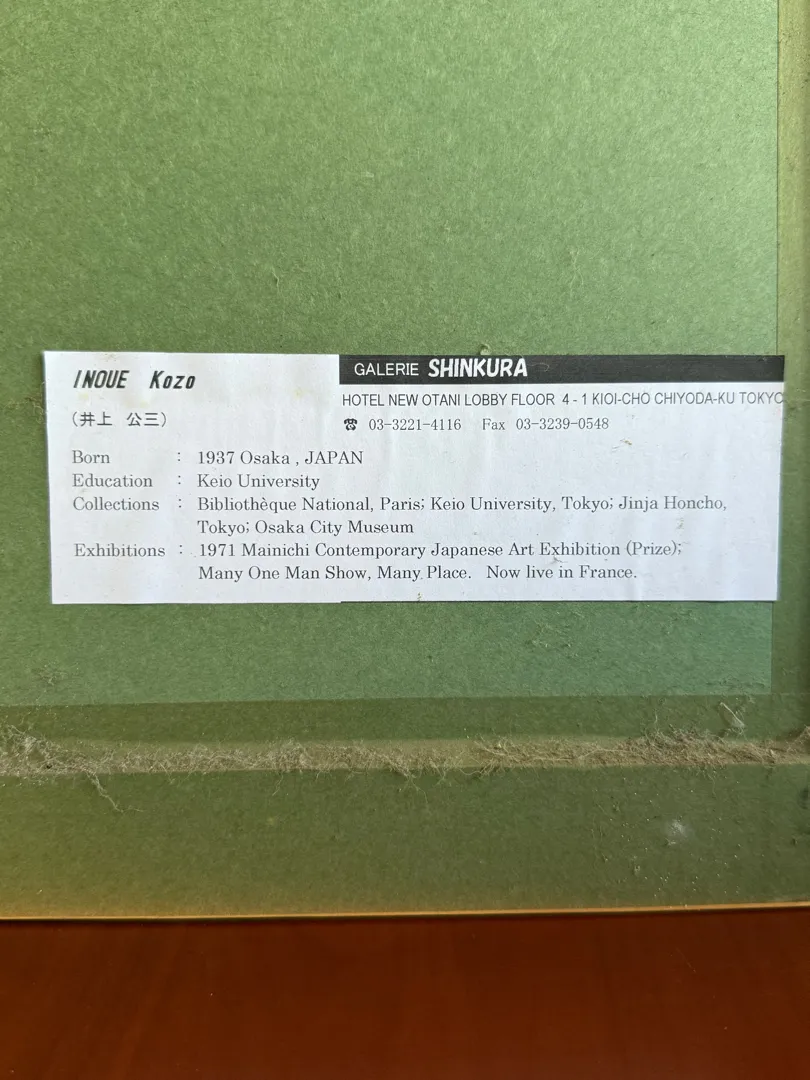 INOUE Kozo
(井上 公三)
GALERIE SHINKURA
HOTEL NEW OTANI LOBBY FLOOR 4-1 KIOI-CHO CHIYODA-KU TOKYO
☎ 03-3221-4116 Fax 03-3239-0548
Born : 1937 Osaka , JAPAN
Education : Keio University
Collections : Bibliothèque National, Paris; Keio University, Tokyo; Jinja Honcho,
Tokyo; Osaka City Museum
Exhibitions : 1971 Mainichi Contemporary Japanese Art Exhibition (Prize);
Many One Man Show, Many Place. Now live in France.